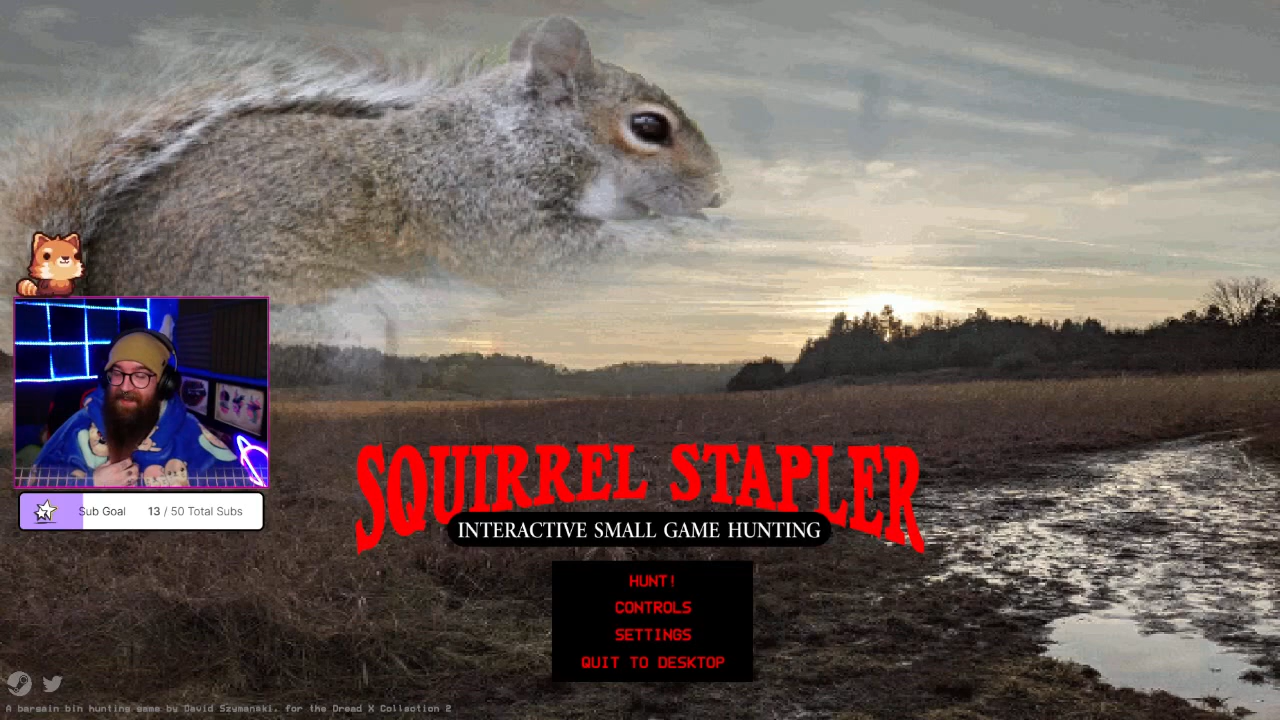 SQUIRREL STAPLER
INTERACTIVE SMALL GAME HUNTING
Sub Goal 13 / 50 Total Subs
HUNT!
CONTROLS
SETTINGS
QUIT TO DESKTOP
A bargain bin hunting game by David Szymanski, for the Dread X Collection 2